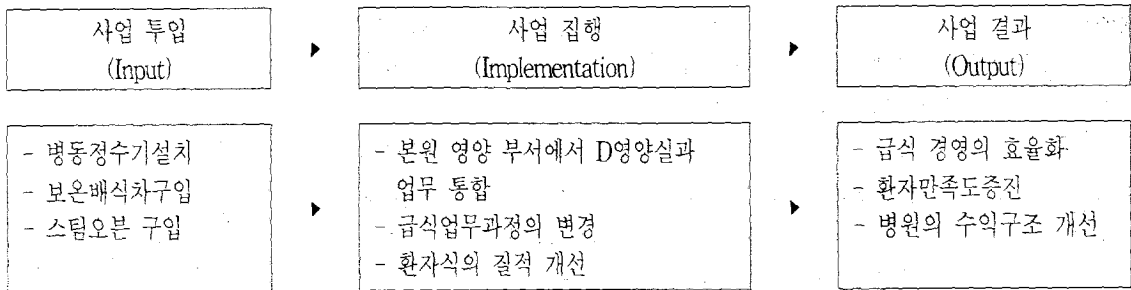 사업 투입
(Input)
사업 집행
(Implementation)
사업 결과
(Output)
- 병동정수기설치
- 보온배식차구입
- 스팀오븐 구입
- 본원 영양 부서에서 D영양실과
업무 통합
- 급식업무과정의 변경
- 환자식의 질적 개선
- 급식 경영의 효율화
- 환자만족도증진
- 병원의 수익구조 개선